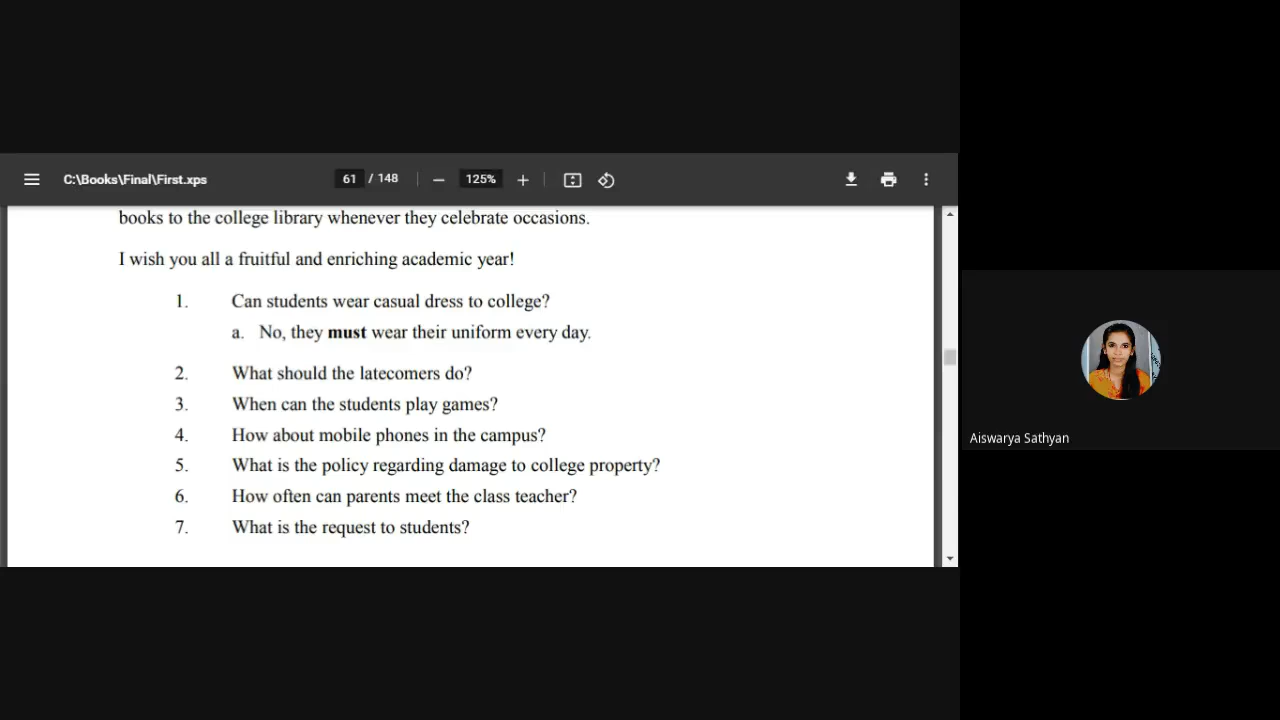 C:\Books\Final\First.xps
61 / 148
125%
books to the college library whenever they celebrate occasions.
I wish you all a fruitful and enriching academic year!
1. Can students wear casual dress to college?
a. No, they must wear their uniform every day.
2. What should the latecomers do?
3. When can the students play games?
4. How about mobile phones in the campus?
5. What is the policy regarding damage to college property?
6. How often can parents meet the class teacher?
7. What is the request to students?
Aiswarya Sathyan